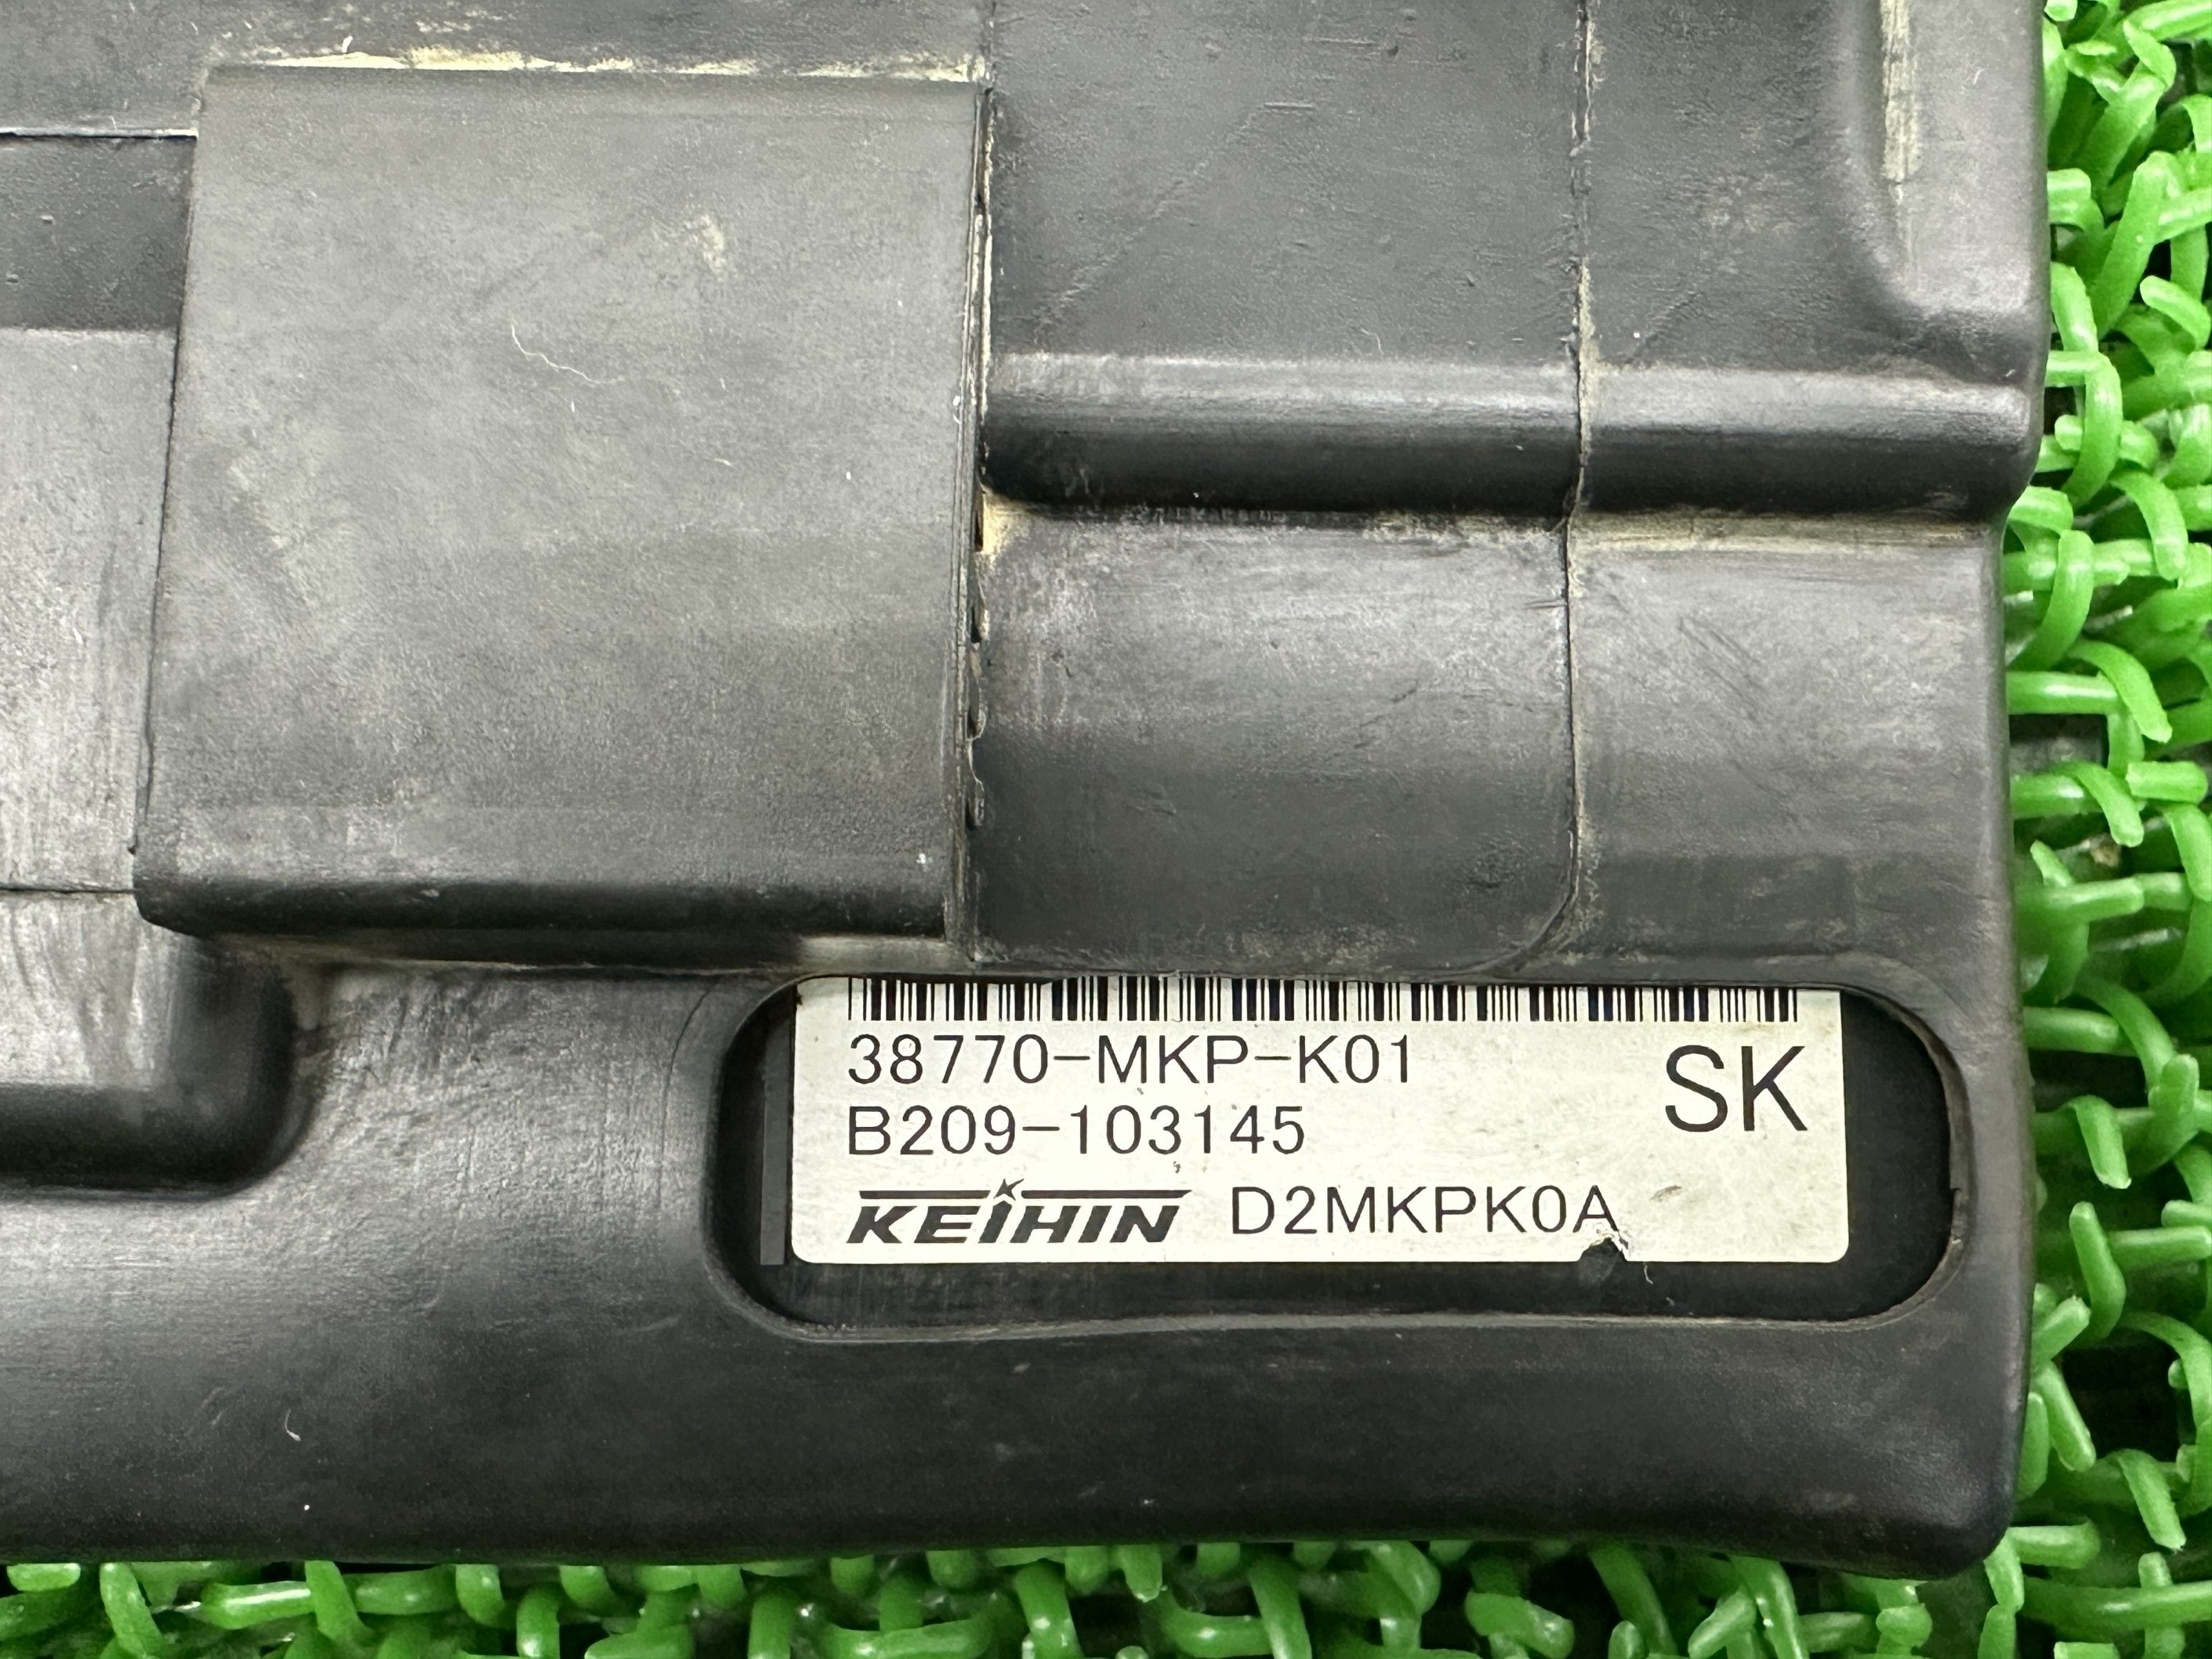 38770-MKP-K01
SK
B209-103145
KEIHIN D2MKPK0A